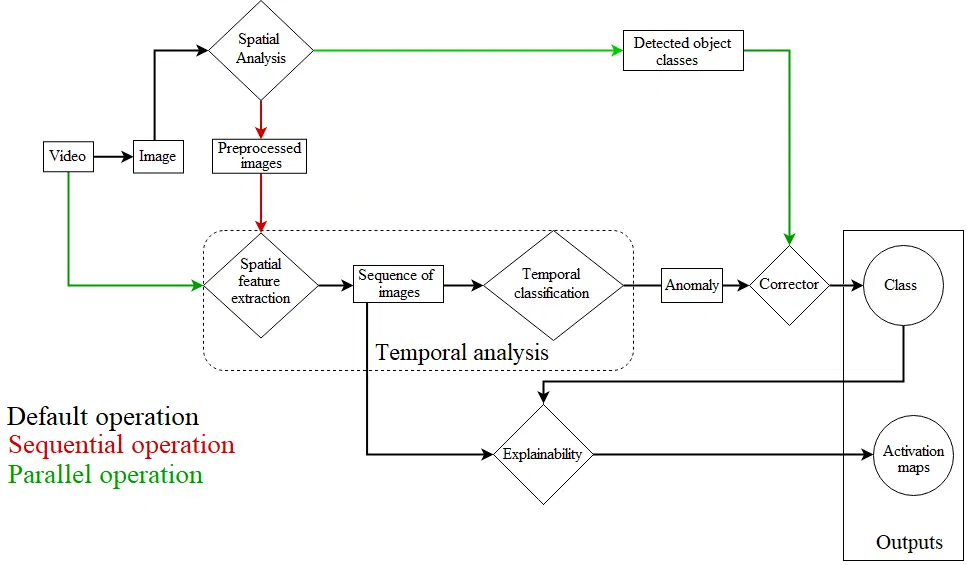 Spatial
Analysis
Detected object
classes
Video
Image
Preprocessed
images
Spatial
feature
extraction
Sequence of
images
Temporal
classification
Anomaly
Corrector
Class
Temporal analysis
Default operation
Sequential operation
Parallel operation
Explainability
Activation
maps
Outputs